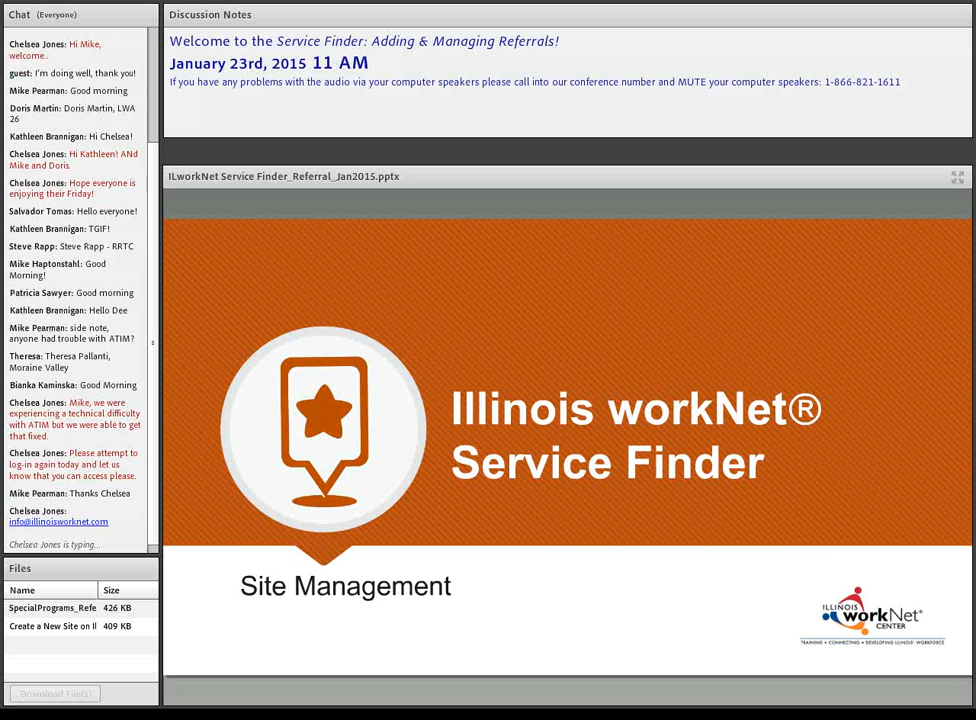 Chat (Everyone)
Chelsea Jones: Hi Mike,
welcome..
guest: I'm doing well, thank you!
Mike Pearman: Good morning
Doris Martin: Doris Martin, LWA
26
Kathleen Brannigan: Hi Chelsea!
Chelsea Jones: Hi Kathleen! ANd
Mike and Doris.
Chelsea Jones: Hope everyone is
enjoying their Friday!
Salvador Tomas: Hello everyone!
Kathleen Brannigan: TGIF!
Steve Rapp: Steve Rapp - RRTC
Mike Haptonstahl: Good
Morning!
Patricia Sawyer: Good morning
Kathleen Brannigan: Hello Dee
Mike Pearman: side note,
anyone had trouble with ATIM?
Theresa: Theresa Pallanti,
Moraine Valley
Bianka Kaminska: Good Morning
Chelsea Jones: Mike, we were
experiencing a technical difficulty
with ATIM but we were able to get
that fixed.
Chelsea Jones: Please attempt to
log-in again today and let us
know that you can access please.
Mike Pearman: Thanks Chelsea
Chelsea Jones:
info@illinoisworknet.com
Chelsea Jones is typing...
Files
Name Size
SpecialPrograms_Refe 426 KB
Create a New Site on Il 409 KB
Download File(s)
Discussion Notes
Welcome to the Service Finder: Adding & Managing Referrals!
January 23rd, 2015 11 AM
If you have any problems with the audio via your computer speakers please call into our conference number and MUTE your computer speakers: 1-866-821-1611
ILworkNet Service Finder_Referral_Jan2015.pptx
Illinois workNet®
Service Finder
Site Management
ILLINOIS
workNet®
CENTER
TRAINING • CONNECTING • DEVELOPING ILLINOIS' WORKFORCE